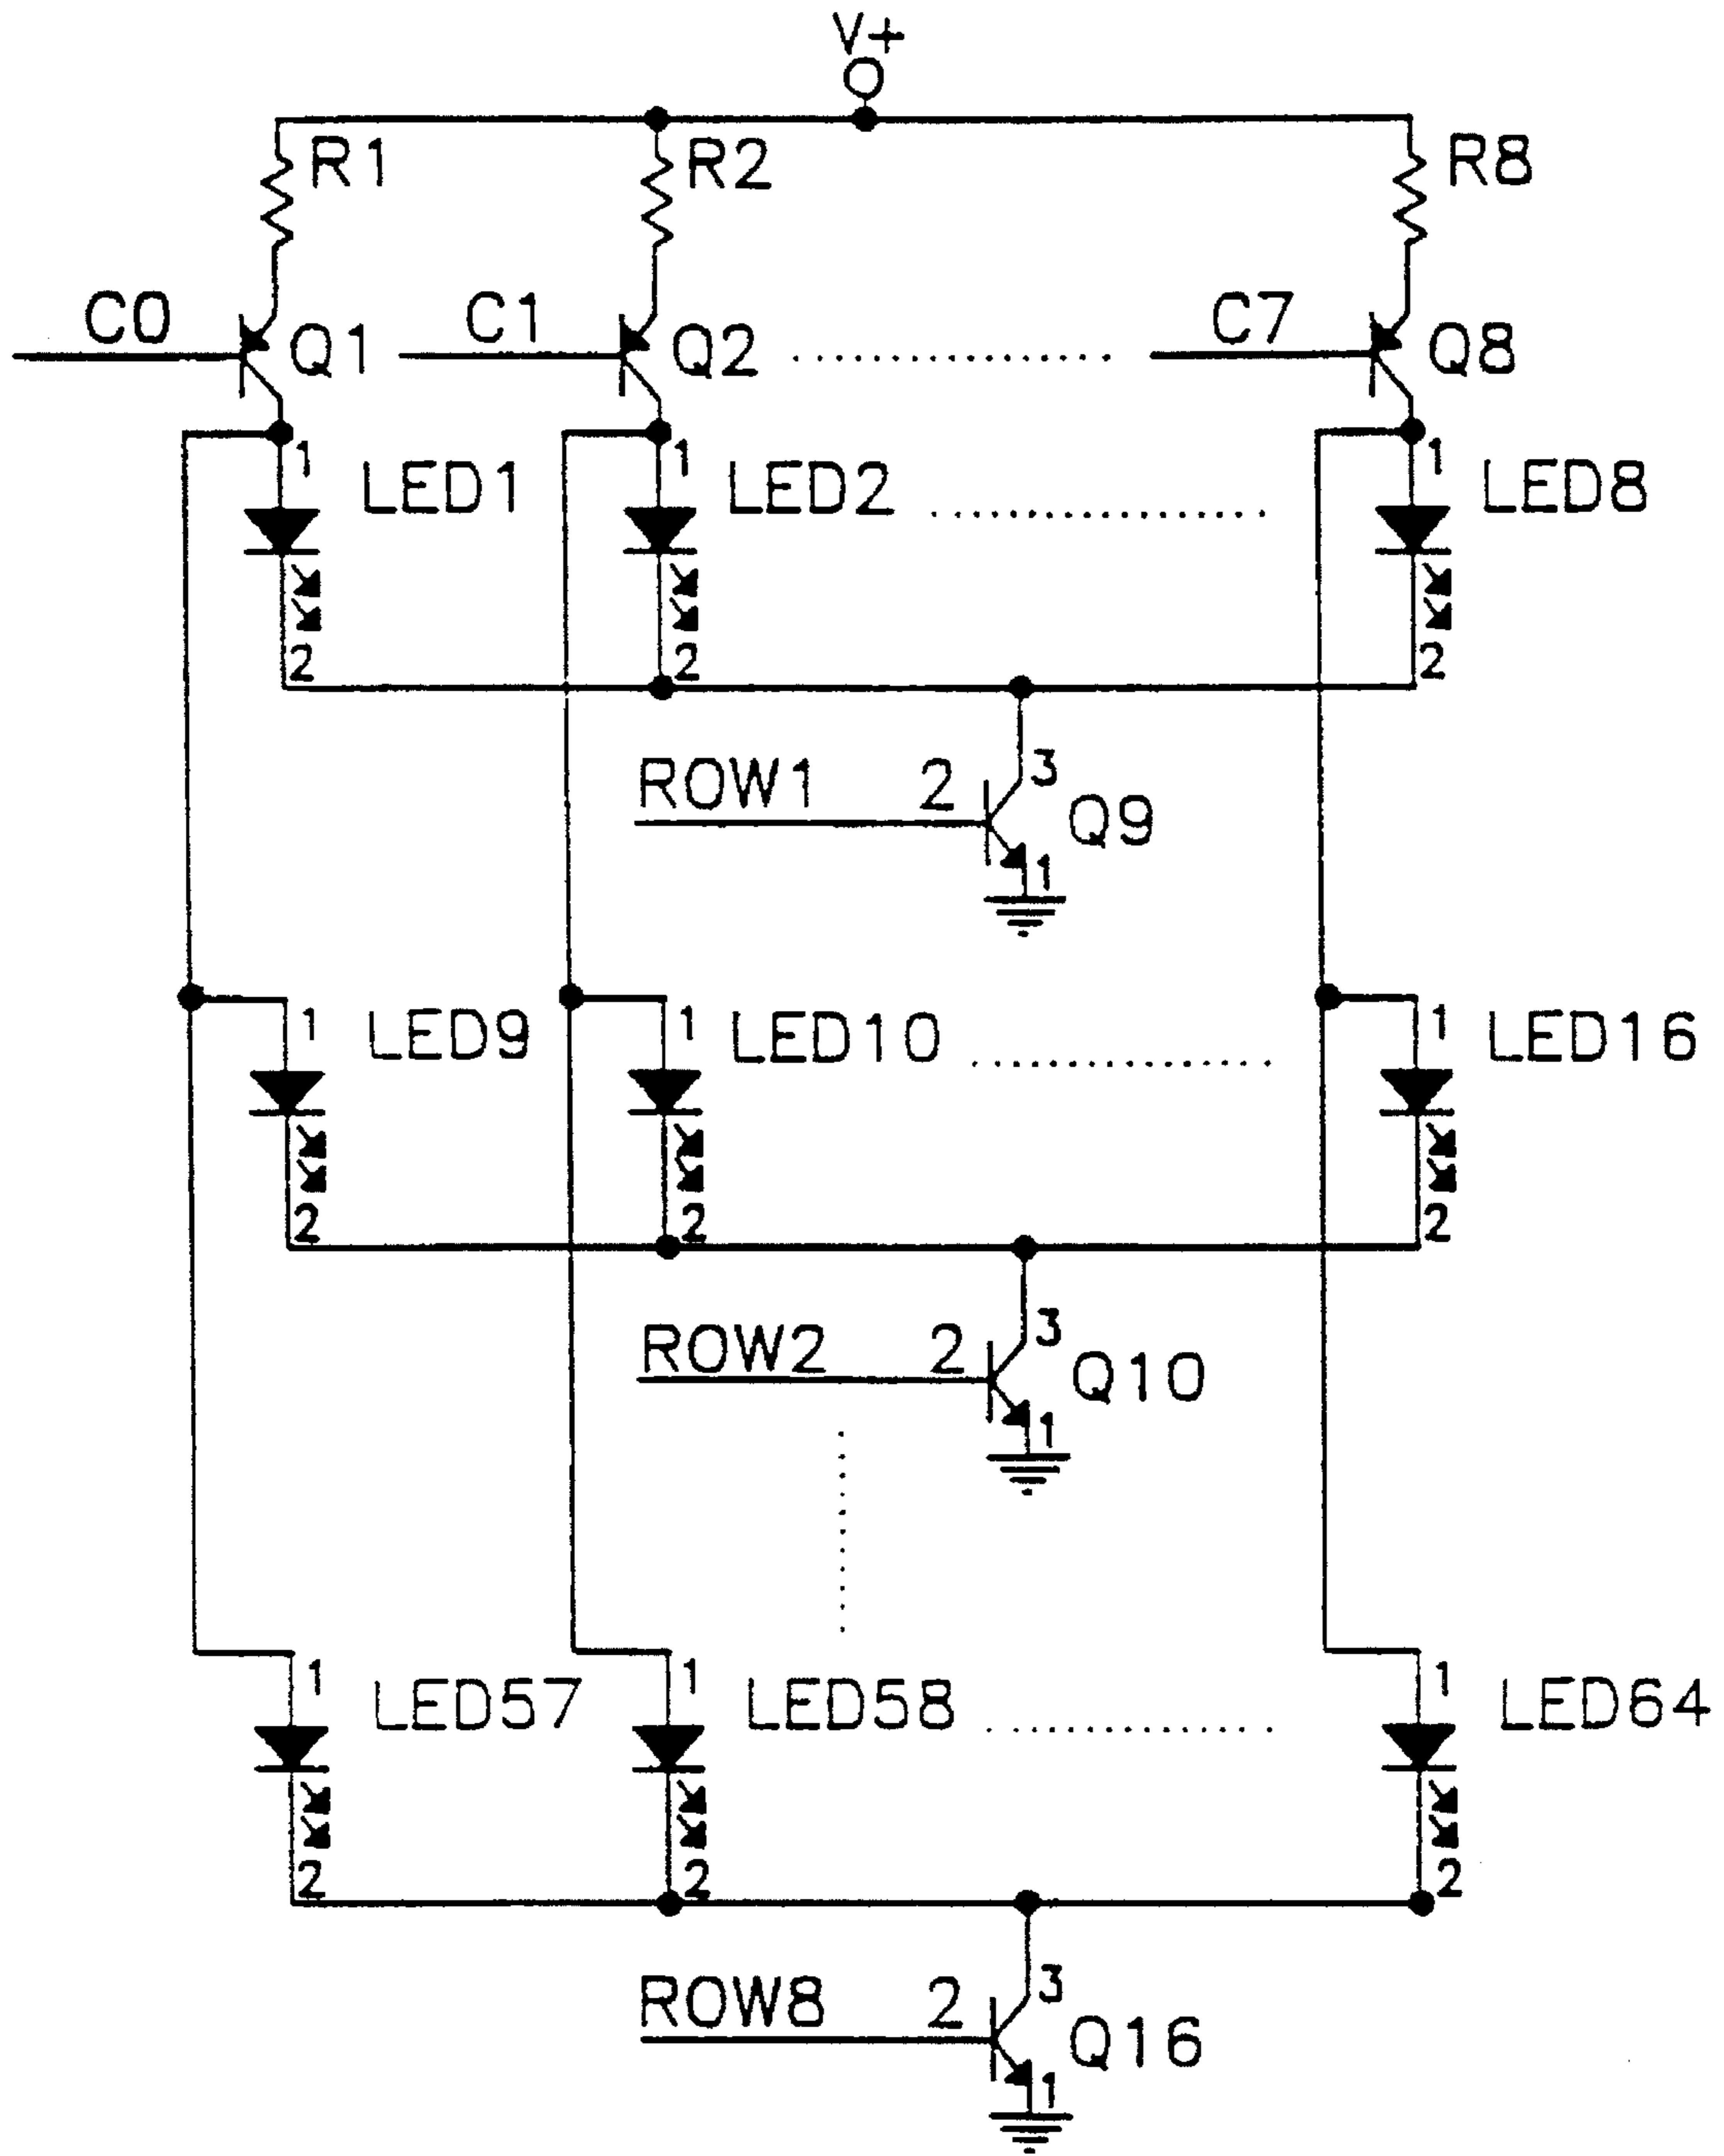 V+
R1 R2 R8
C0 Q1 C1 Q2 C7 Q8
1 LED1 1 LED2 1 LED8
2 2 2
ROW1 2 3 Q9
1
1 LED9 1 LED10 1 LED16
2 2 2
ROW2 2 3 Q10
1
1 LED57 1 LED58 1 LED64
2 2 2
ROW8 2 3 Q16
1